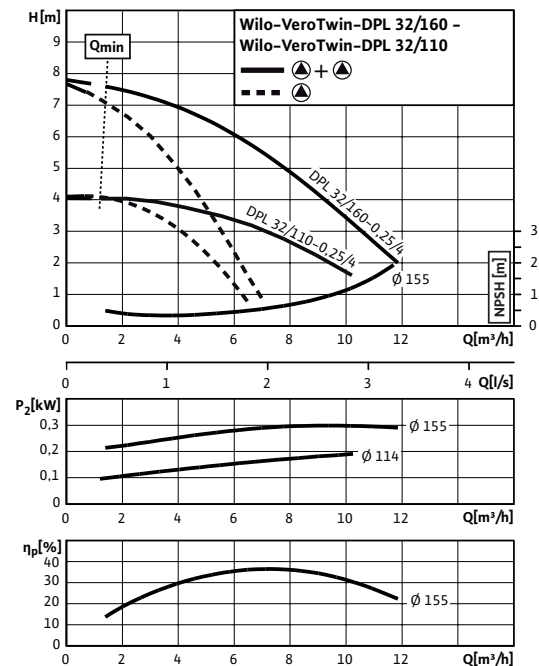 H[m]
Wilo-VeroTwin-DPL 32/160 –
Wilo-VeroTwin-DPL 32/110
+
Qmin
9
8
7
6
5
4
3
2
1
0
DPL 32/160-0,25/4
DPL 32/110-0,25/4
Ø 155
3
2
1
0
NPSH [m]
0 2 4 6 8 10 12 Q[m³/h]
0 1 2 3 4 Q[l/s]
P₂[kW]
0,3
0,2
0,1
0
Ø 155
Ø 114
0 2 4 6 8 10 12 Q[m³/h]
ηp[%]
40
30
20
10
0
Ø 155
0 2 4 6 8 10 12 Q[m³/h]